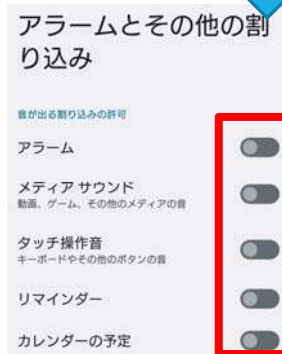 アラームとその他の割
り込み
音が出る割り込みの許可
アラーム
メディア サウンド
動画、ゲーム、その他のメディアの音
タッチ操作音
キーボードやその他のボタンの音
リマインダー
カレンダーの予定